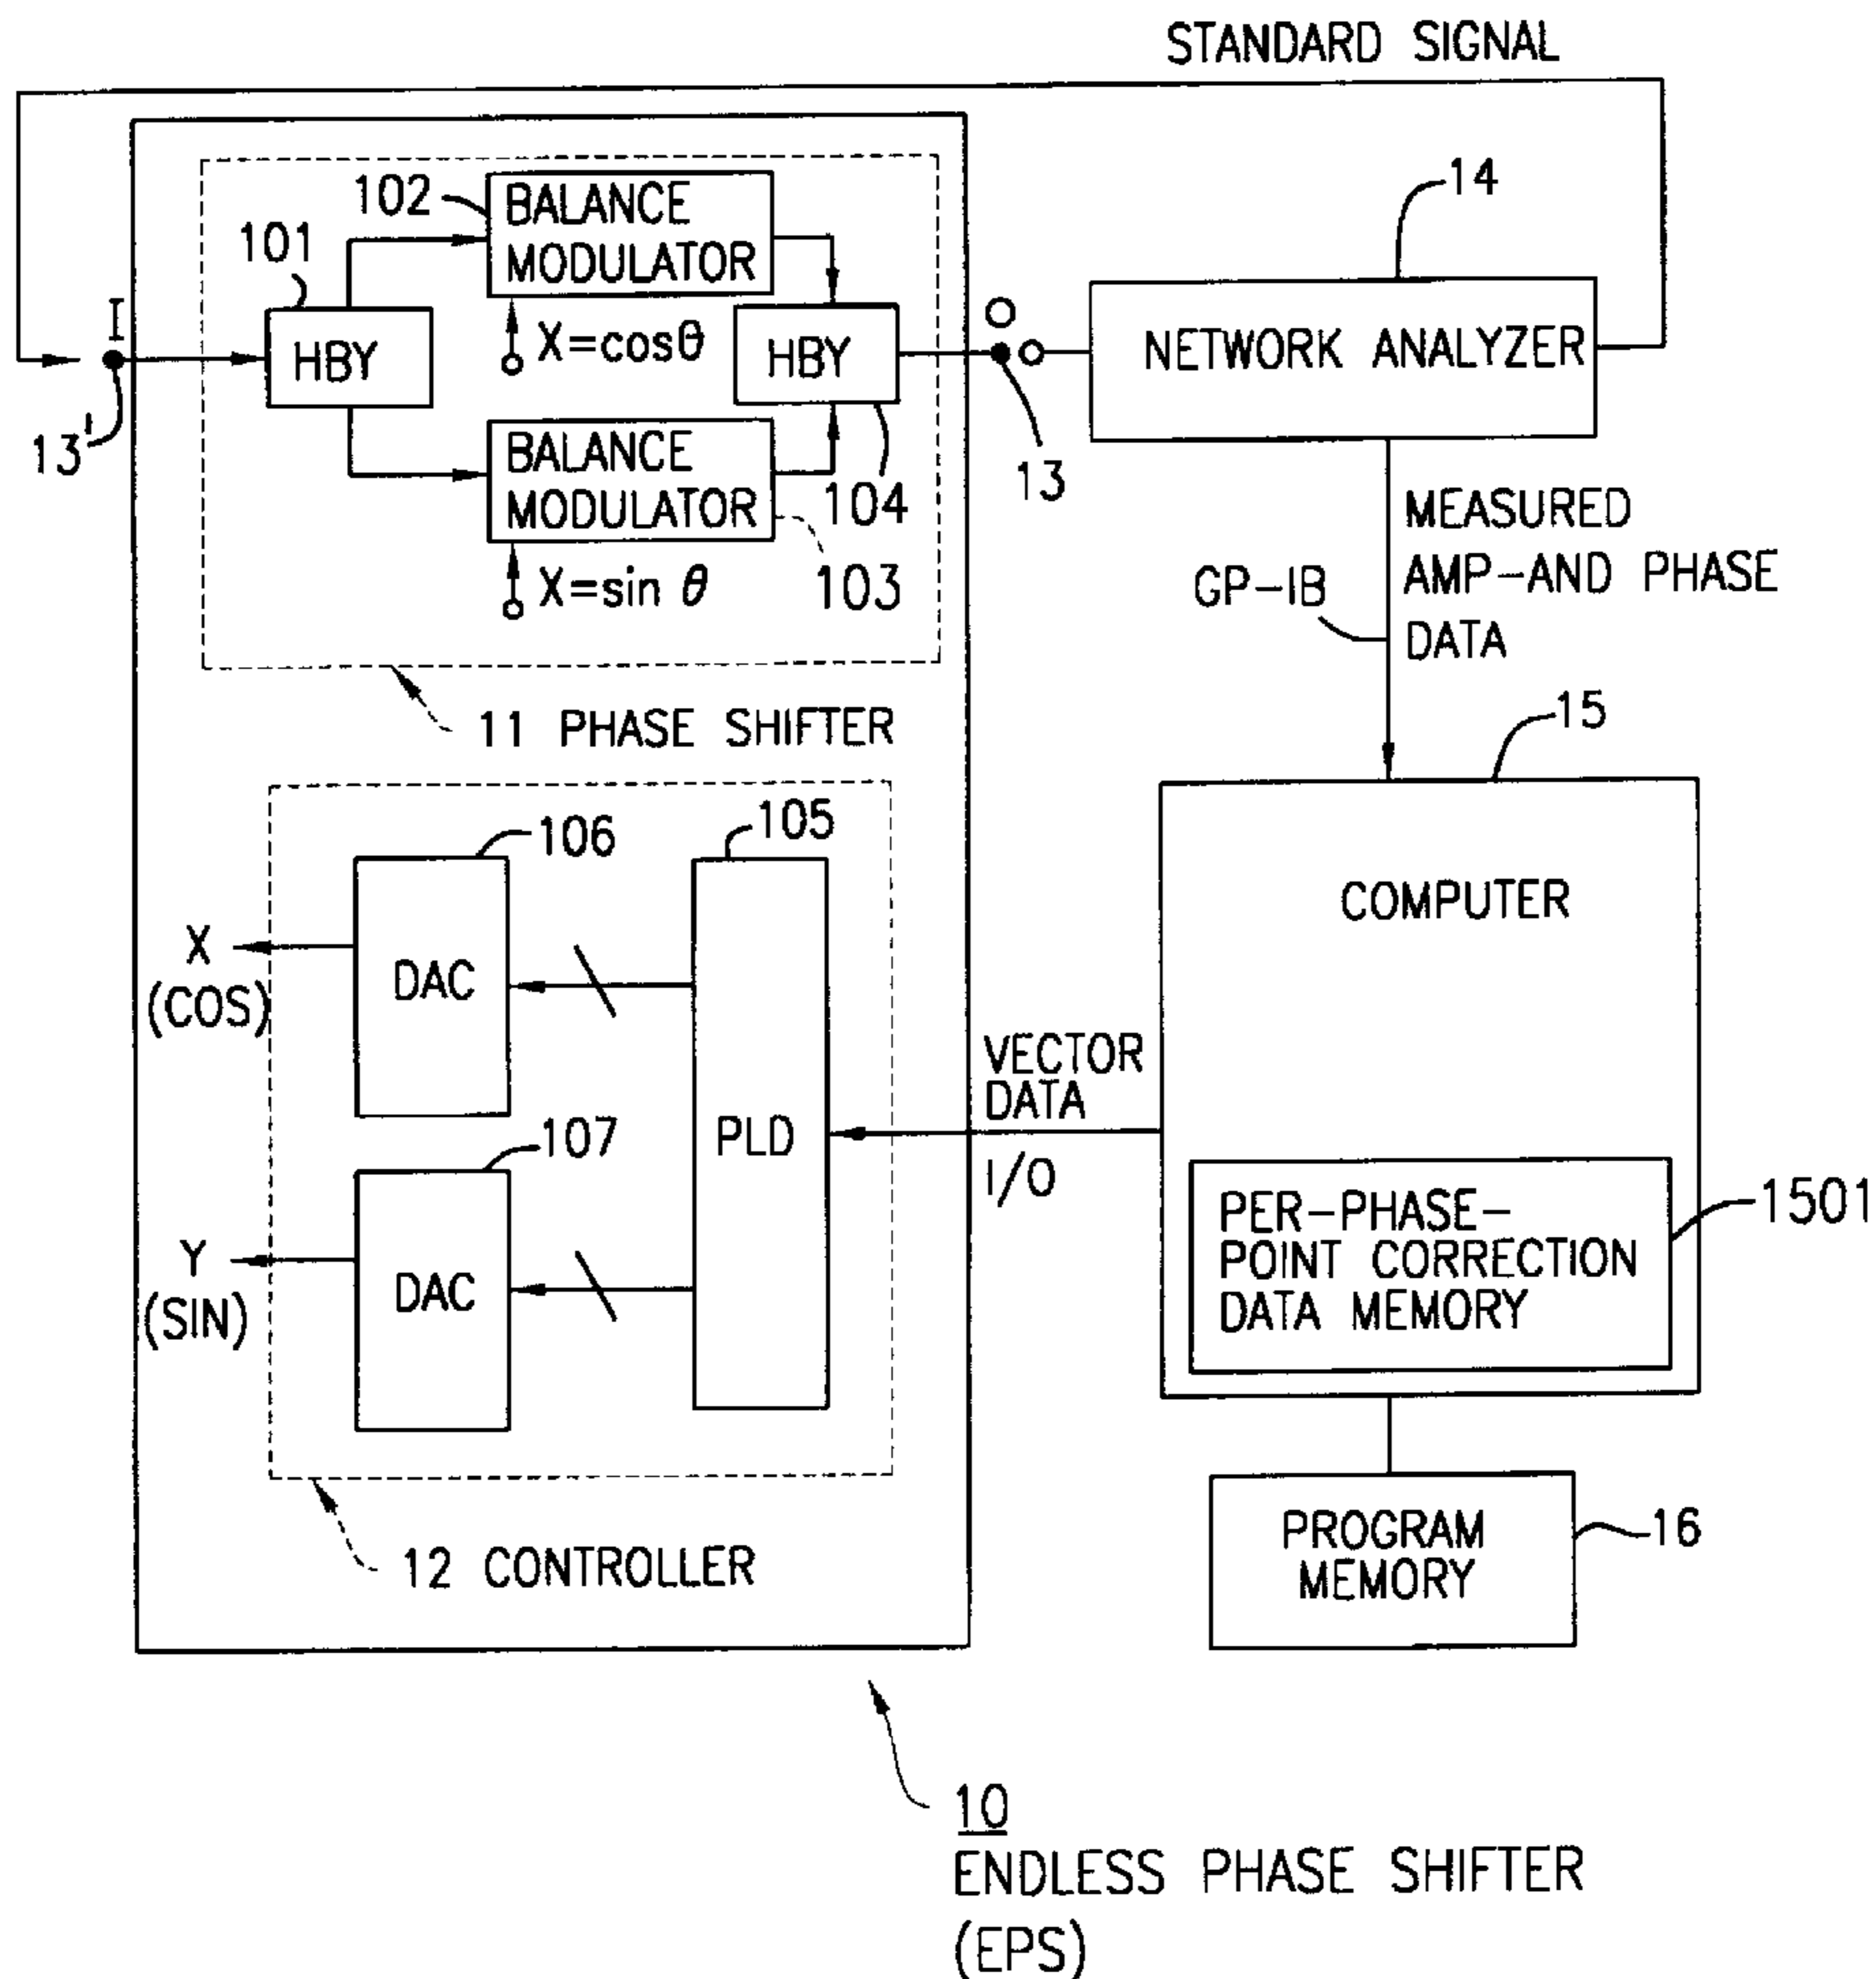 STANDARD SIGNAL
14
102
BALANCE
MODULATOR
101
I
HBY
X=cosθ
HBY
NETWORK ANALYZER
13'
BALANCE
MODULATOR
104
13
X=sin θ
103
MEASURED
AMP-AND PHASE
DATA
GP-IB
11 PHASE SHIFTER
15
106
105
COMPUTER
X
(COS)
DAC
VECTOR
DATA
I/O
107
PLD
Y
(SIN)
DAC
PER-PHASE-
POINT CORRECTION
DATA MEMORY
1501
12 CONTROLLER
PROGRAM
MEMORY
16
10
ENDLESS PHASE SHIFTER
(EPS)